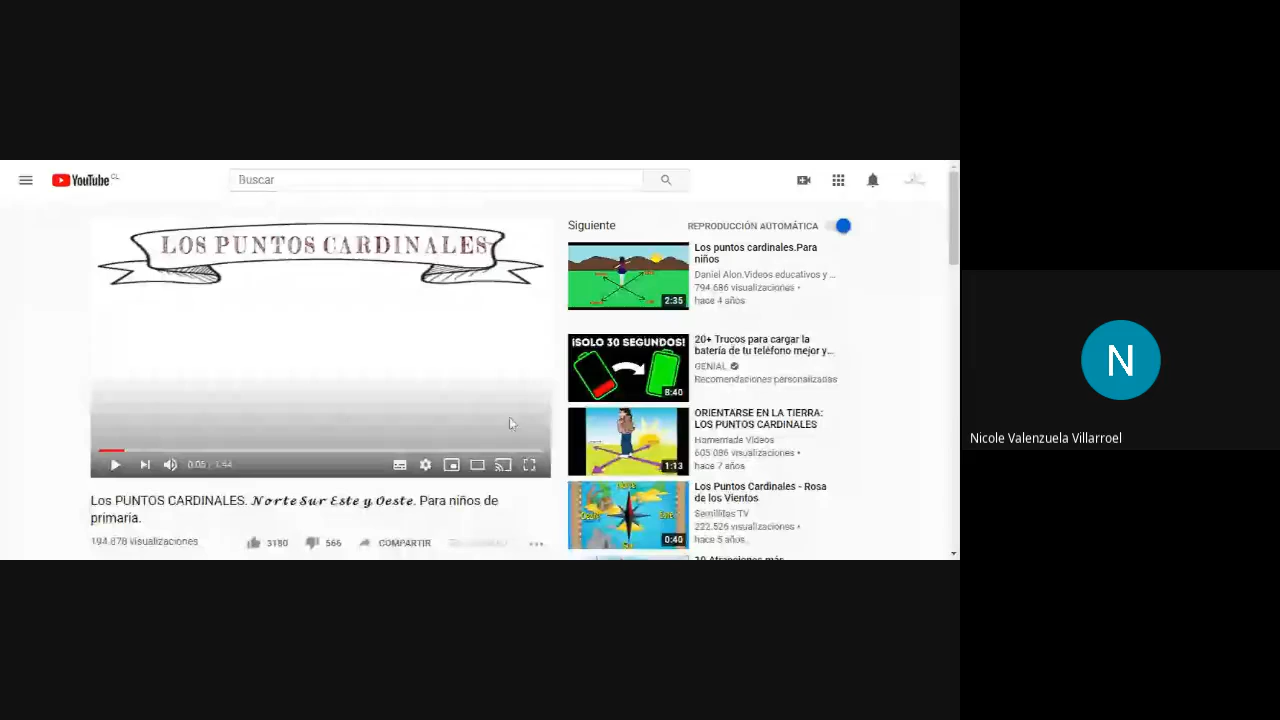 YouTube CL
Buscar
LOS PUNTOS CARDINALES
Los PUNTOS CARDINALES. Norte Sur Este y Oeste. Para niños de
primaria.
194.878 visualizaciones
3180
566
COMPARTIR
Siguiente
REPRODUCCIÓN AUTOMÁTICA
Los puntos cardinales.Para
niños
Daniel Alon.Videos educativos y ...
794.686 visualizaciones •
hace 4 años
2:35
¡SOLO 30 SEGUNDOS!
8:40
20+ Trucos para cargar la
batería de tu teléfono mejor y...
GENIAL
Recomendaciones personalizadas
1:13
ORIENTARSE EN LA TIERRA:
LOS PUNTOS CARDINALES
Homemade Videos
605.086 visualizaciones •
hace 7 años
0:40
Los Puntos Cardinales - Rosa
de los Vientos
Semillitas TV
222.526 visualizaciones •
hace 5 años
N
Nicole Valenzuela Villarroel